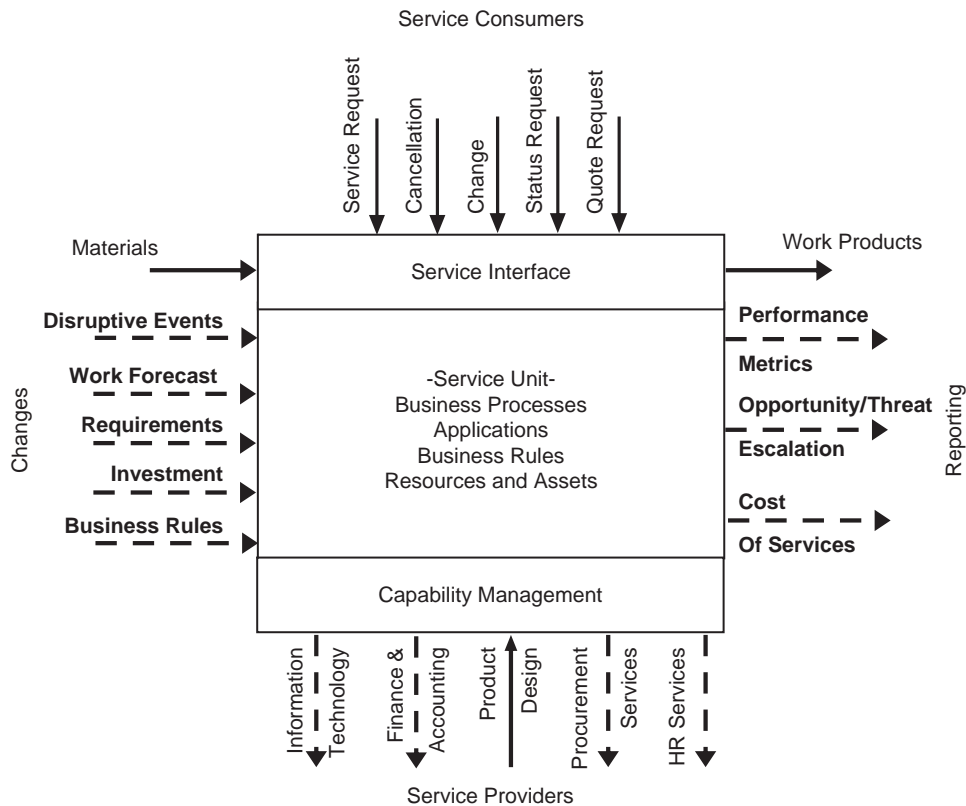 Service Consumers
Service Request
Cancellation
Change
Status Request
Quote Request
Materials
Work Products
Service Interface
Disruptive Events
Work Forecast
Requirements
Investment
Business Rules
Changes
-Service Unit-
Business Processes
Applications
Business Rules
Resources and Assets
Performance
Metrics
Opportunity/Threat
Escalation
Cost
Of Services
Reporting
Capability Management
Information
Technology
Finance &
Accounting
Product
Design
Procurement
Services
HR Services
Service Providers